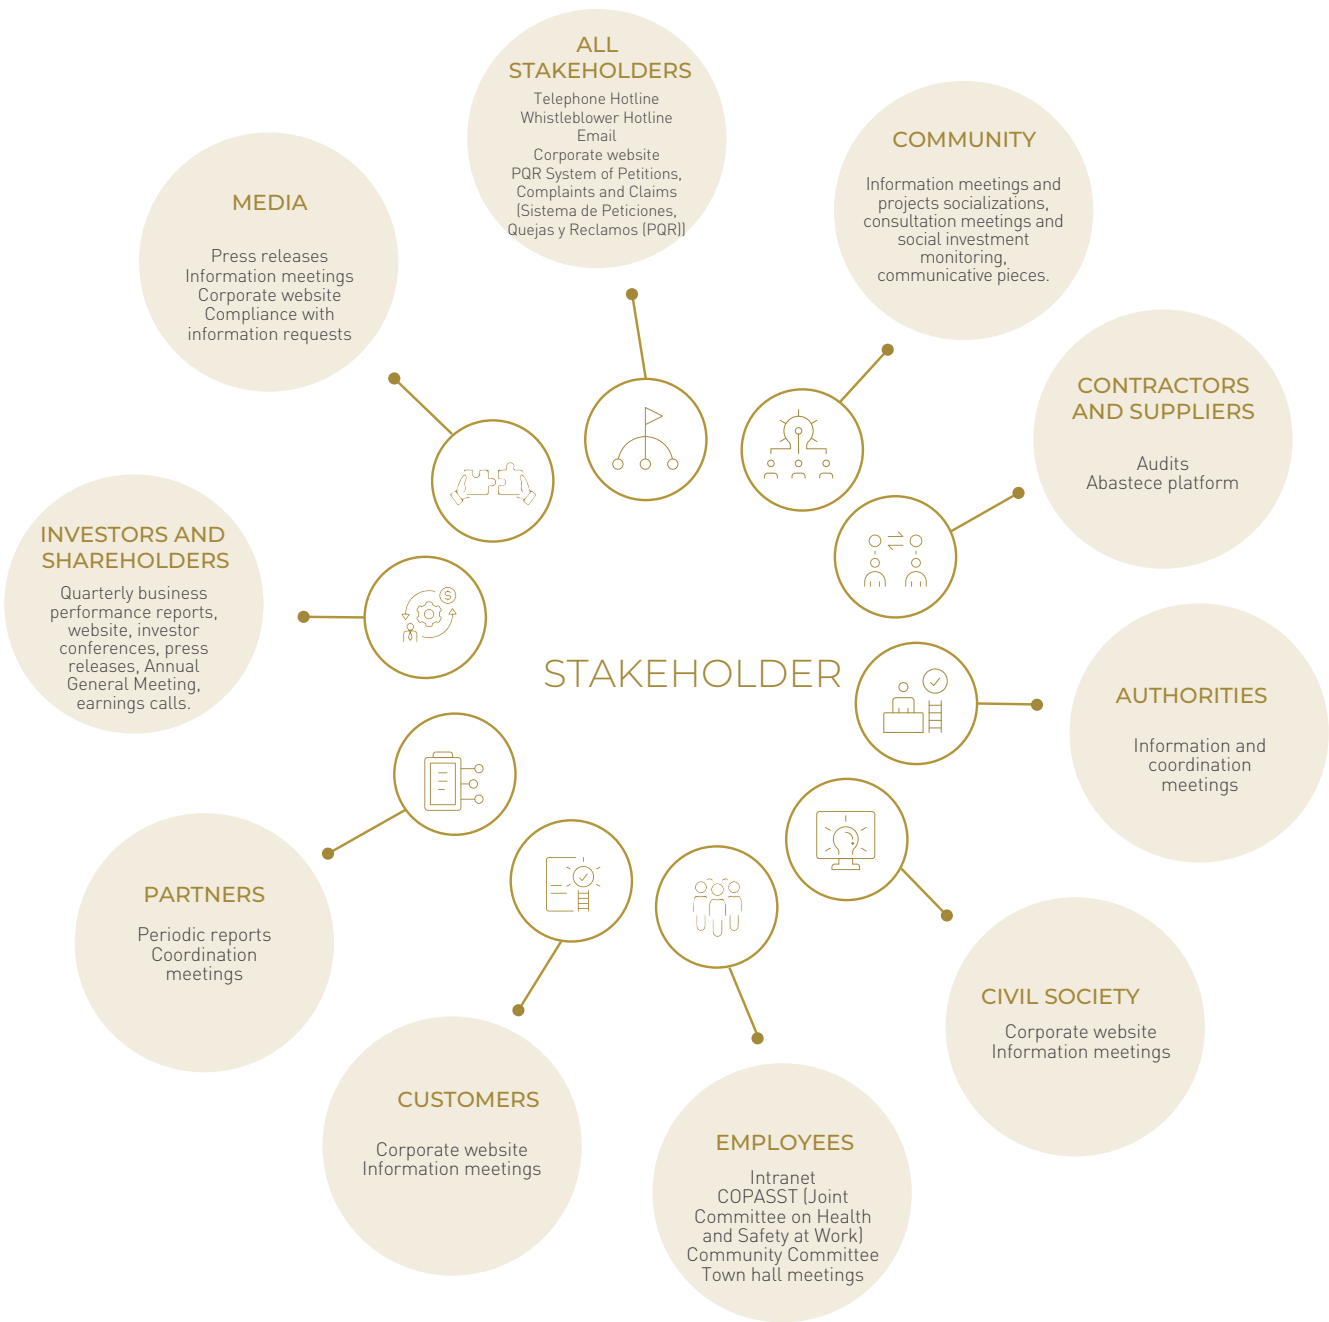 ALL
STAKEHOLDERS
Telephone Hotline
Whistleblower Hotline
Email
Corporate website
PQR System of Petitions,
Complaints and Claims
(Sistema de Peticiones,
Quejas y Reclamos (PQR))
COMMUNITY
Information meetings and
projects socializations,
consultation meetings and
social investment
monitoring,
communicative pieces.
CONTRACTORS
AND SUPPLIERS
Audits
Abastece platform
AUTHORITIES
Information and
coordination
meetings
CIVIL SOCIETY
Corporate website
Information meetings
EMPLOYEES
Intranet
COPASST (Joint
Committee on Health
and Safety at Work)
Community Committee
Town hall meetings
CUSTOMERS
Corporate website
Information meetings
PARTNERS
Periodic reports
Coordination
meetings
INVESTORS AND
SHAREHOLDERS
Quarterly business
performance reports,
website, investor
conferences, press
releases, Annual
General Meeting,
earnings calls.
MEDIA
Press releases
Information meetings
Corporate website
Compliance with
information requests
STAKEHOLDER
$